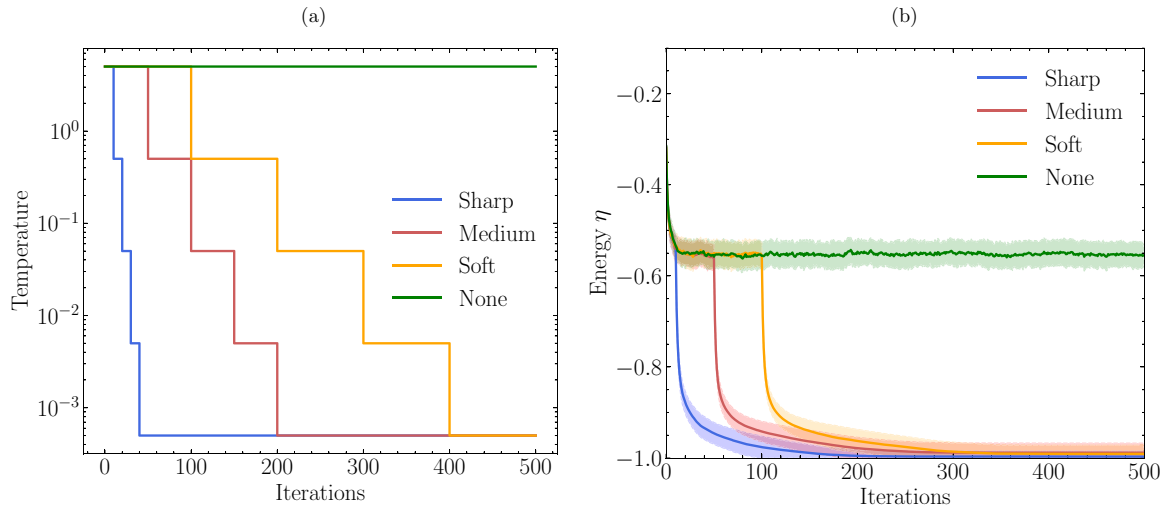 (a)
Temperature
10^0
10^{-1}
10^{-2}
10^{-3}
Sharp
Medium
Soft
None
0 100 200 300 400 500
Iterations
(b)
Energy η
−0.2
−0.4
−0.6
−0.8
−1.0
Sharp
Medium
Soft
None
0 100 200 300 400 500
Iterations